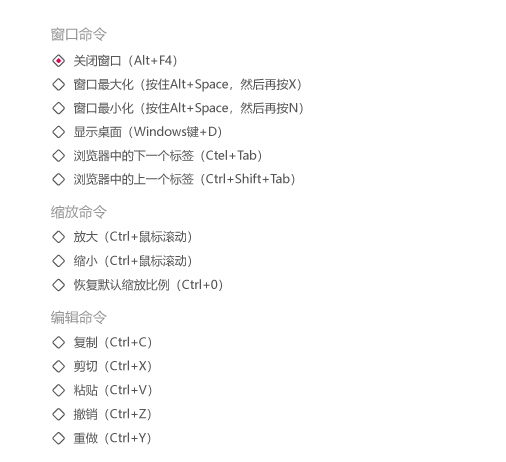 窗口命令
关闭窗口（Alt+F4）
窗口最大化（按住Alt+Space，然后再按X）
窗口最小化（按住Alt+Space，然后再按N）
显示桌面（Windows键+D）
浏览器中的下一个标签（Ctel+Tab）
浏览器中的上一个标签（Ctrl+Shift+Tab）
缩放命令
放大（Ctrl+鼠标滚动）
缩小（Ctrl+鼠标滚动）
恢复默认缩放比例（Ctrl+0）
编辑命令
复制（Ctrl+C）
剪切（Ctrl+X）
粘贴（Ctrl+V）
撤销（Ctrl+Z）
重做（Ctrl+Y）